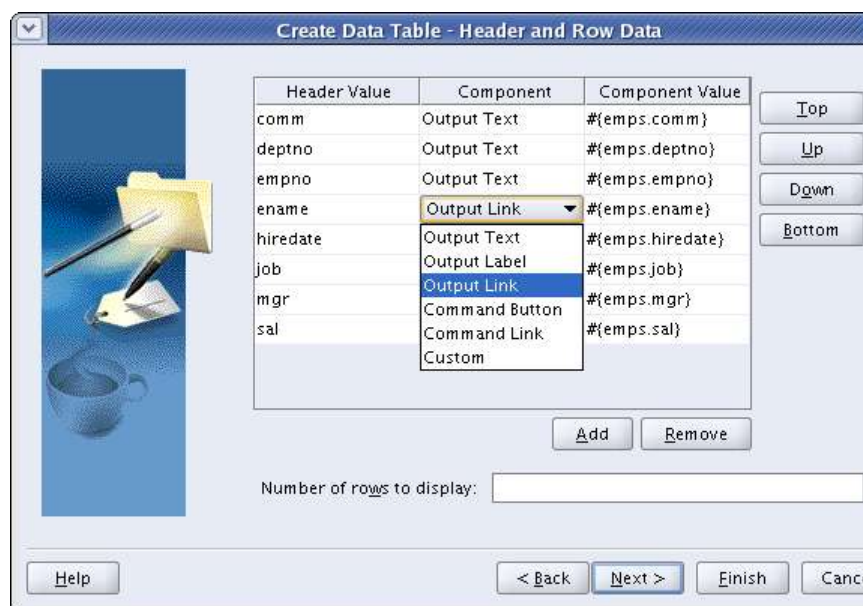 Create Data Table - Header and Row Data
Header Value Component Component Value
comm Output Text #{emps.comm}
deptno Output Text #{emps.deptno}
empno Output Text #{emps.empno}
ename Output Link #{emps.ename}
hiredate Output Text #{emps.hiredate}
job Output Label #{emps.job}
Output Link
mgr Command Button #{emps.mgr}
sal Command Link #{emps.sal}
Custom
Top
Up
Down
Bottom
Add Remove
Number of rows to display:
Help < Back Next > Finish Canc